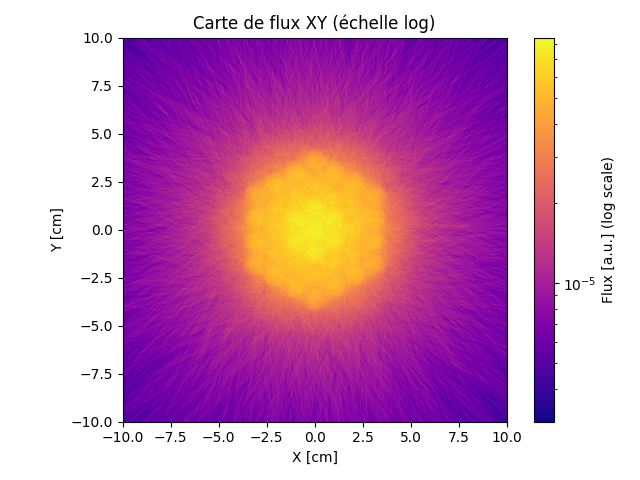 Carte de flux XY (échelle log)
10.0
7.5
5.0
2.5
0.0
−2.5
−5.0
−7.5
−10.0
Y [cm]
−10.0 −7.5 −5.0 −2.5 0.0 2.5 5.0 7.5 10.0
X [cm]
10⁻⁵
Flux [a.u.] (log scale)